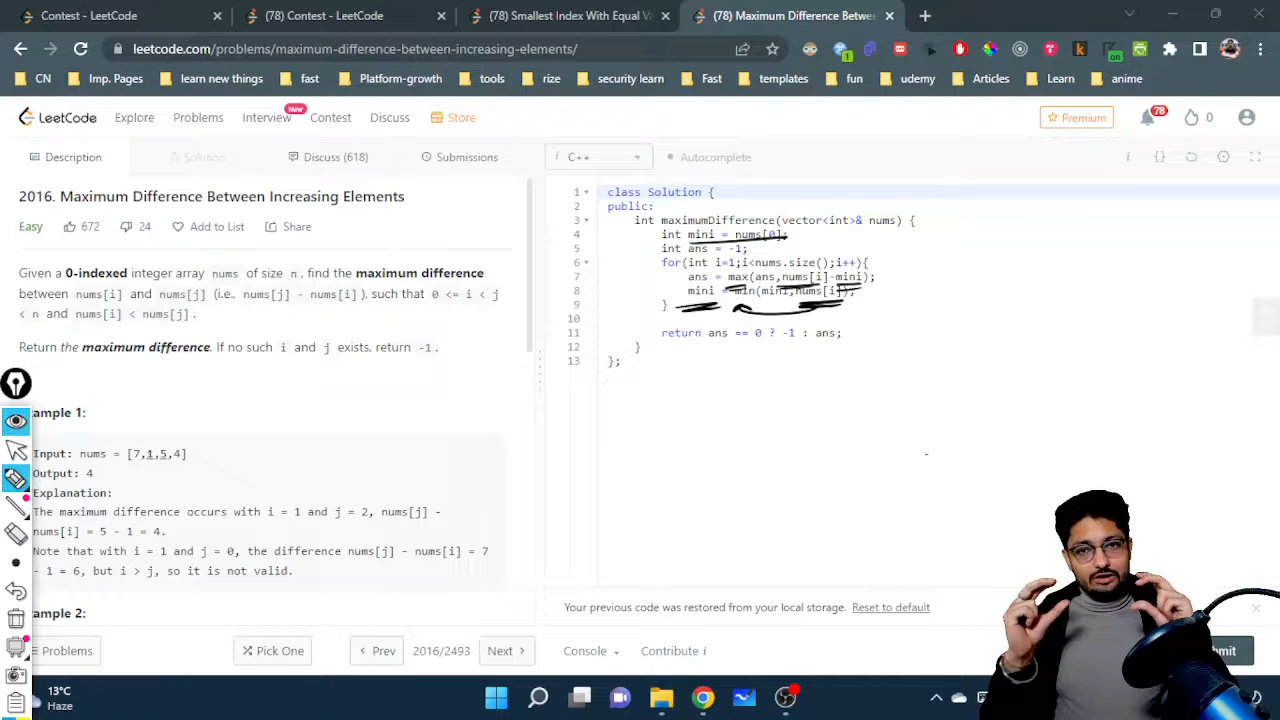 Contest - LeetCode
(78) Contest - LeetCode
(78) Smallest Index With Equal Va
(78) Maximum Difference Betwe
leetcode.com/problems/maximum-difference-between-increasing-elements/
1
on
CN
Imp. Pages
learn new things
fast
Platform-growth
tools
rize
security learn
Fast
templates
fun
udemy
Articles
Learn
anime
LeetCode
Explore
Problems
Interview
New
Contest
Discuss
Store
Premium
78
0
Description
Solution
Discuss (618)
Submissions
i C++
Autocomplete
2016. Maximum Difference Between Increasing Elements
Easy
672
24
Add to List
Share
Given a 0-indexed integer array nums of size n, find the maximum difference
between nums[i] and nums[j] (i.e., nums[j] - nums[i]), such that 0 <= i < j
< n and nums[i] < nums[j].
Return the maximum difference. If no such i and j exists, return -1.
ample 1:
Input: nums = [7,1,5,4]
Output: 4
Explanation:
The maximum difference occurs with i = 1 and j = 2, nums[j] -
nums[i] = 5 - 1 = 4.
Note that with i = 1 and j = 0, the difference nums[j] - nums[i] = 7
- 1 = 6, but i > j, so it is not valid.
ample 2:
1 class Solution {
2 public:
3 int maximumDifference(vector<int>& nums) {
4 int mini = nums[0];
5 int ans = -1;
6 for(int i=1;i<nums.size();i++){
7 ans = max(ans,nums[i]-mini);
8 mini = min(mini,nums[i]);
9 }
10
11 return ans == 0 ? -1 : ans;
12 }
13 };
Your previous code was restored from your local storage. Reset to default
Problems
Pick One
Prev
2016/2493
Next
Console
Contribute i
mit
13°C
Haze